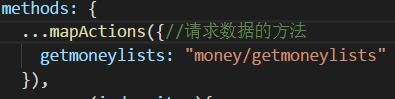 methods: {
...mapActions({//请求数据的方法
getmoneylists: "money/getmoneylists"
}),